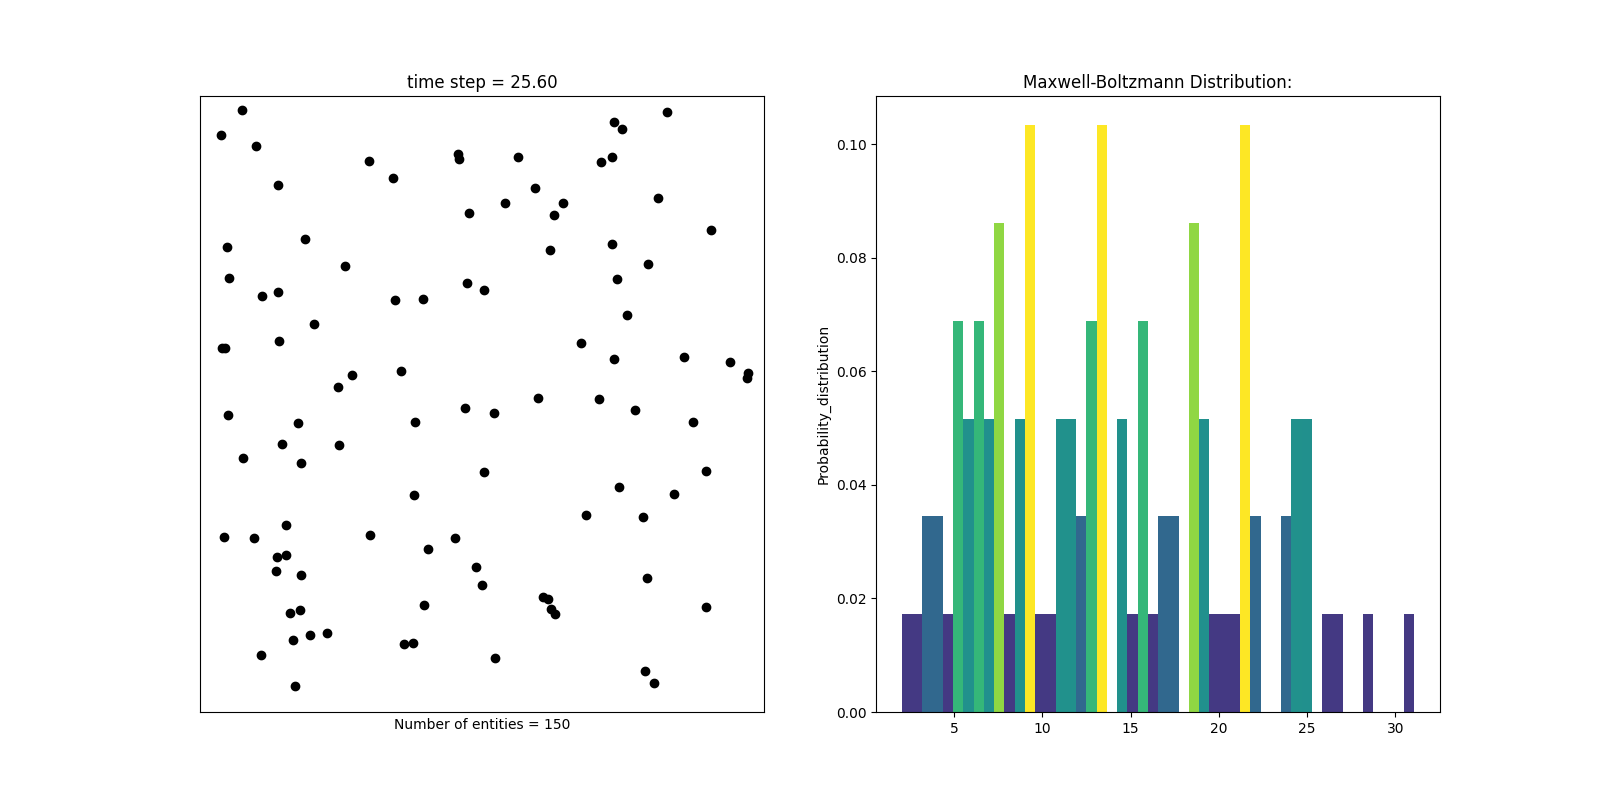 time step = 25.60
Number of entities = 150
Maxwell-Boltzmann Distribution:
Probability_distribution
0.10
0.08
0.06
0.04
0.02
0.00
5 10 15 20 25 30